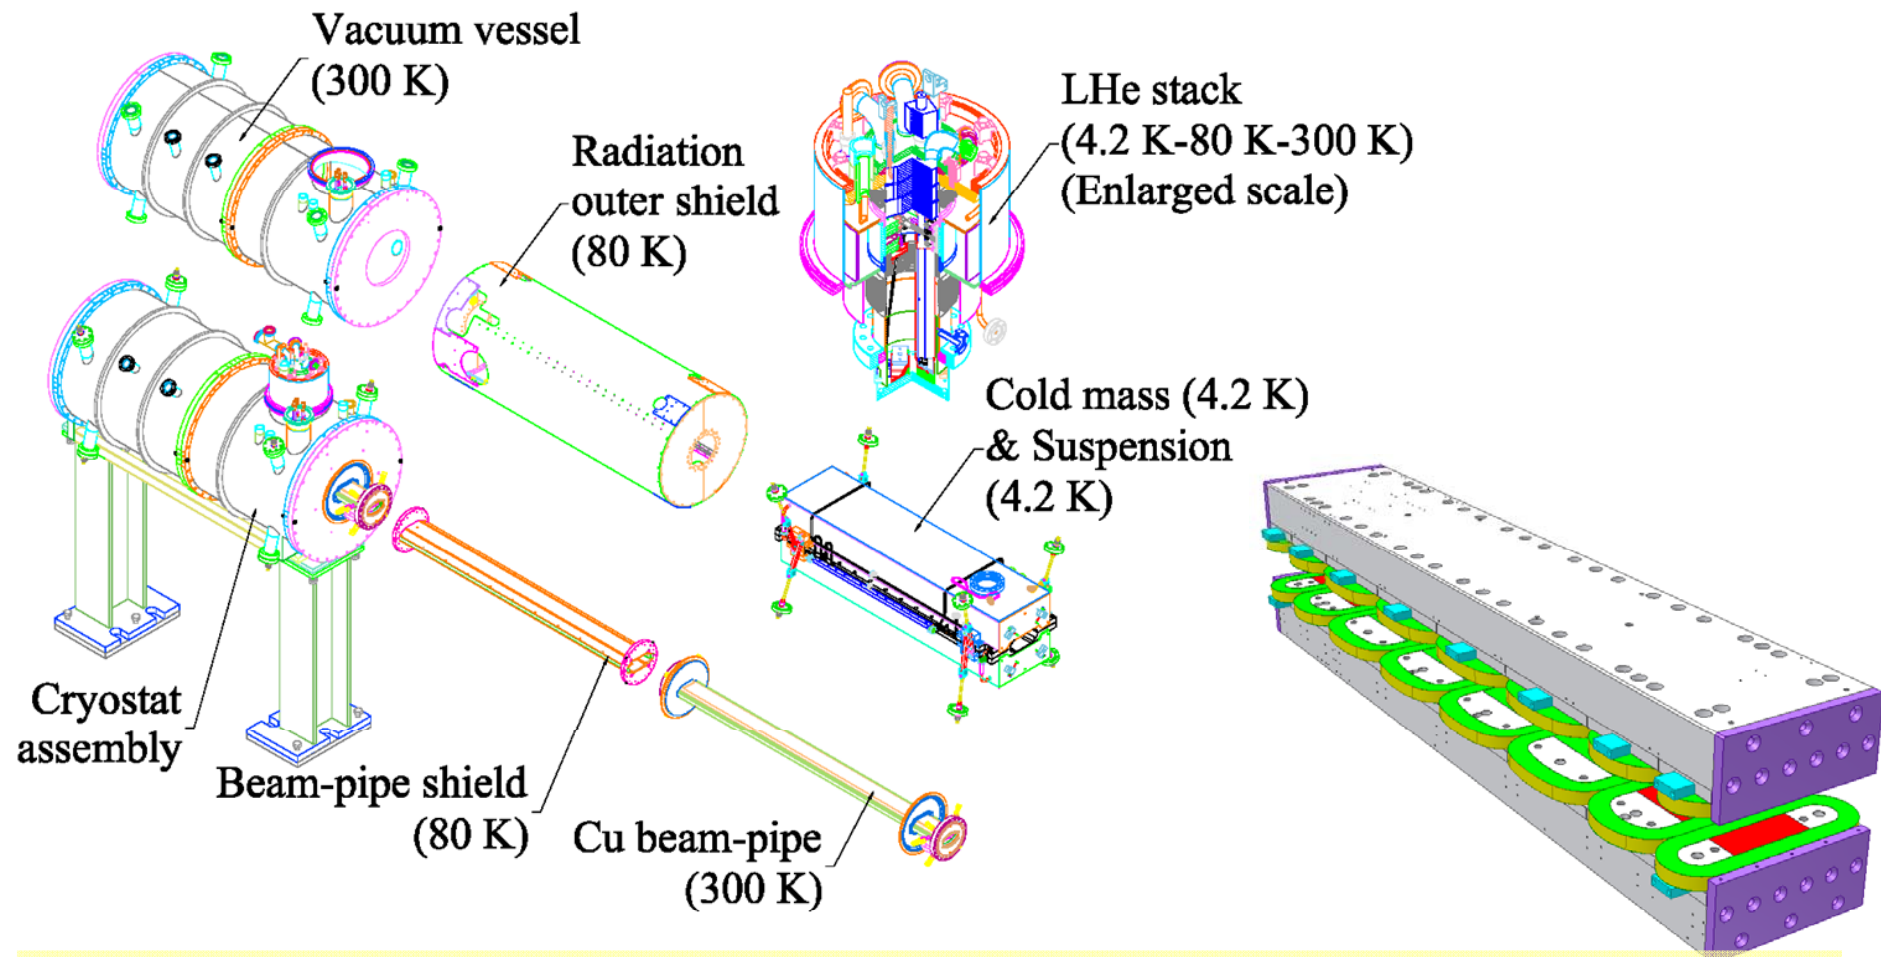 Vacuum vessel
(300 K)
Radiation
outer shield
(80 K)
LHe stack
(4.2 K-80 K-300 K)
(Enlarged scale)
Cold mass (4.2 K)
& Suspension
(4.2 K)
Cryostat
assembly
Beam-pipe shield
(80 K)
Cu beam-pipe
(300 K)